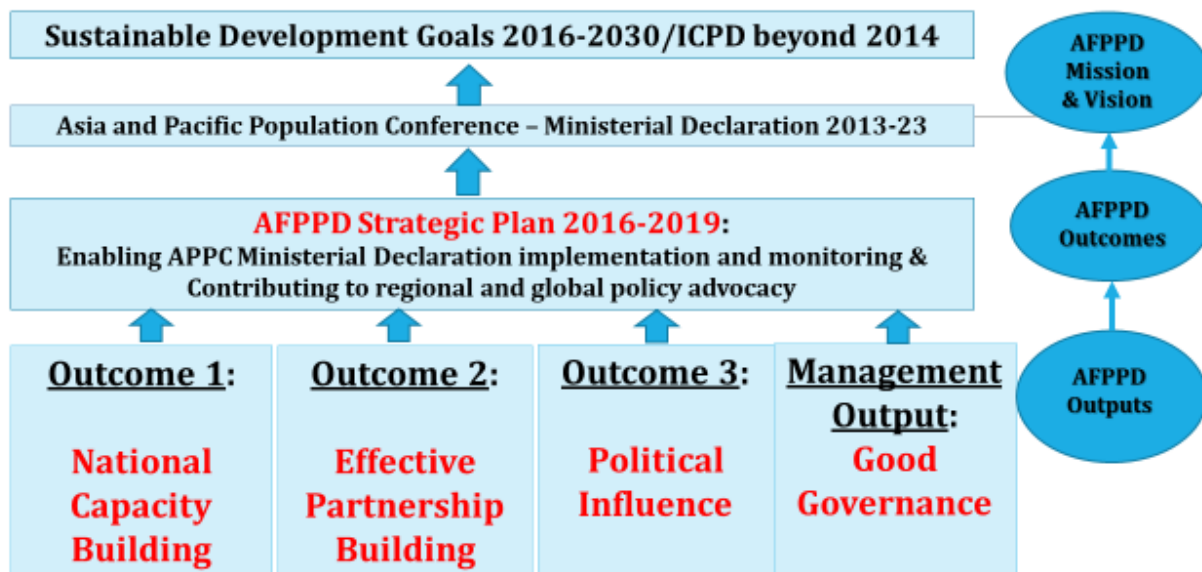 Sustainable Development Goals 2016-2030/ICPD beyond 2014
Asia and Pacific Population Conference – Ministerial Declaration 2013-23
AFPPD Strategic Plan 2016-2019:
Enabling APPC Ministerial Declaration implementation and monitoring &
Contributing to regional and global policy advocacy
Outcome 1:
National
Capacity
Building
Outcome 2:
Effective
Partnership
Building
Outcome 3:
Political
Influence
Management
Output:
Good
Governance
AFPPD
Mission
& Vision
AFPPD
Outcomes
AFPPD
Outputs